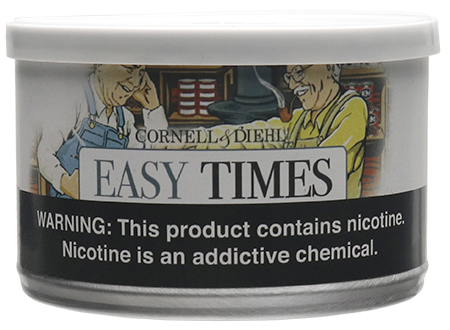 CORNELL & DIEHL
EASY TIMES
WARNING: This product contains nicotine.
Nicotine is an addictive chemical.